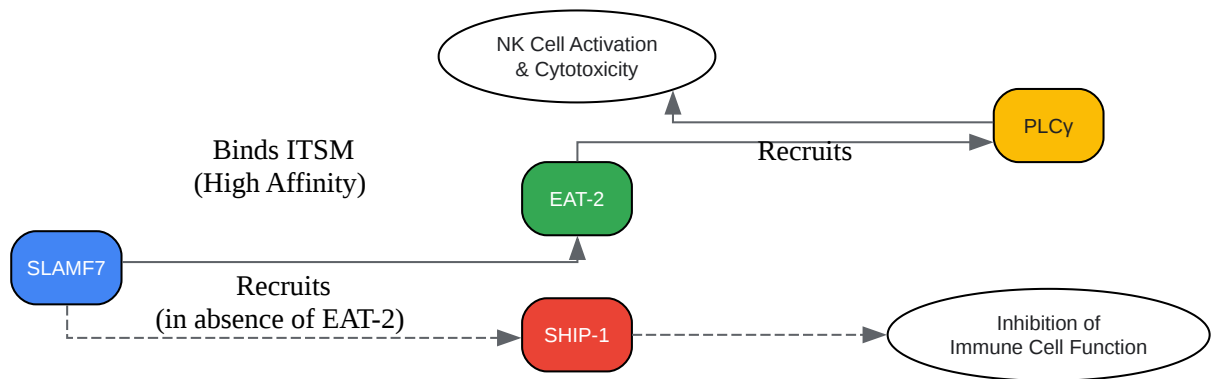 NK Cell Activation
& Cytotoxicity
PLCγ
Binds ITSM
(High Affinity)
Recruits
EAT-2
SLAMF7
Recruits
(in absence of EAT-2)
SHIP-1
Inhibition of
Immune Cell Function